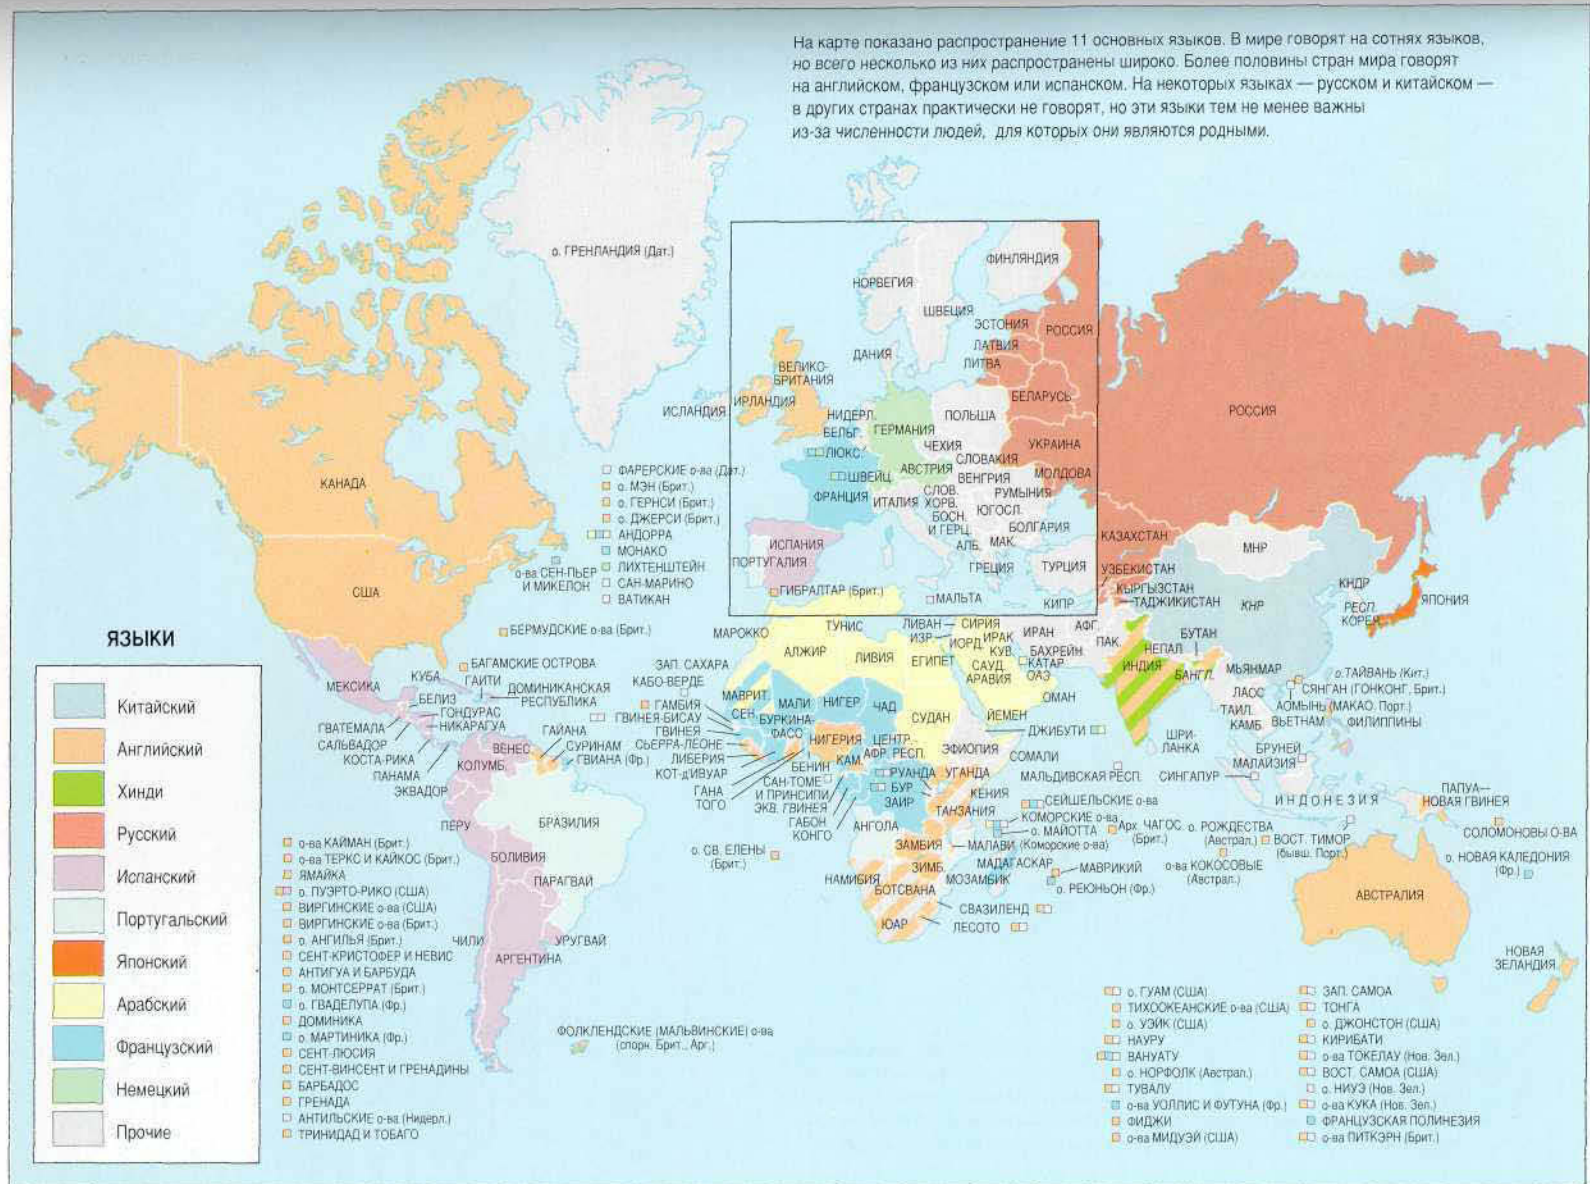 На карте показано распространение 11 основных языков. В мире говорят на сотнях языков,
но всего несколько из них распространены широко. Более половины стран мира говорят
на английском, французском или испанском. На некоторых языках — русском и китайском —
в других странах практически не говорят, но эти языки тем не менее важны
из-за численности людей, для которых они являются родными.
о. ГРЕНЛАНДИЯ (Дат.)
КАНАДА
США
ИСЛАНДИЯ
НОРВЕГИЯ
ФИНЛЯНДИЯ
ШВЕЦИЯ
ЭСТОНИЯ
РОССИЯ
ЛАТВИЯ
ЛИТВА
ДАНИЯ
ВЕЛИКО-
БРИТАНИЯ
ИРЛАНДИЯ
БЕЛАРУСЬ
НИДЕРЛ.
ПОЛЬША
БЕЛЬГ.
ГЕРМАНИЯ
ЧЕХИЯ
УКРАИНА
ЛЮКС.
СЛОВАКИЯ
ШВЕЙЦ.
АВСТРИЯ
ВЕНГРИЯ
МОЛДОВА
ФРАНЦИЯ
ИТАЛИЯ
СЛОВ.
ХОРВ.
РУМЫНИЯ
БОСН.
И ГЕРЦ.
ЮГОСЛ.
БОЛГАРИЯ
АЛБ.
МАК.
ГРЕЦИЯ
ТУРЦИЯ
ИСПАНИЯ
ПОРТУГАЛИЯ
ГИБРАЛТАР (Брит.)
МАЛЬТА
КИПР
РОССИЯ
КАЗАХСТАН
УЗБЕКИСТАН
КЫРГЫЗСТАН
ТАДЖИКИСТАН
МНР
КНР
КНДР
РЕСП.
КОРЕЯ
ЯПОНИЯ
ФАРЕРСКИЕ о-ва (Дат.)
о. МЭН (Брит.)
о. ГЕРНСИ (Брит.)
о. ДЖЕРСИ (Брит.)
АНДОРРА
МОНАКО
ЛИХТЕНШТЕЙН
САН-МАРИНО
ВАТИКАН
о-ва СЕН-ПЬЕР
И МИКЕЛОН
БЕРМУДСКИЕ о-ва (Брит.)
БАГАМСКИЕ ОСТРОВА
МЕКСИКА
КУБА
ГАИТИ
БЕЛИЗ
ДОМИНИКАНСКАЯ
РЕСПУБЛИКА
ГОНДУРАС
НИКАРАГУА
ГВАТЕМАЛА
САЛЬВАДОР
КОСТА-РИКА
ПАНАМА
ЭКВАДОР
ВЕНЕС.
КОЛУМБ.
ГАЙАНА
СУРИНАМ
ГВИАНА (Фр.)
ПЕРУ
БРАЗИЛИЯ
БОЛИВИЯ
ПАРАГВАЙ
ЧИЛИ
УРУГВАЙ
АРГЕНТИНА
ФОЛКЛЕНДСКИЕ (МАЛЬВИНСКИЕ) о-ва
(спорн. Брит., Арг.)
МАРОККО
ТУНИС
АЛЖИР
ЛИВИЯ
ЕГИПЕТ
ЗАП. САХАРА
КАБО-ВЕРДЕ
МАВРИТ.
МАЛИ
НИГЕР
ЧАД
СУДАН
ГАМБИЯ
СЕН.
ГВИНЕЯ-БИСАУ
ГВИНЕЯ
БУРКИНА-
ФАСО
НИГЕРИЯ
ЦЕНТР.-
АФР. РЕСП.
ЭФИОПИЯ
СЬЕРРА-ЛЕОНЕ
ЛИБЕРИЯ
КОТ-Д'ИВУАР
ГАНА
ТОГО
БЕНИН
КАМ.
САН-ТОМЕ
И ПРИНСИПИ
ЭКВ. ГВИНЕЯ
ГАБОН
КОНГО
РУАНДА
БУР
ЗАИР
УГАНДА
КЕНИЯ
ТАНЗАНИЯ
СОМАЛИ
ДЖИБУТИ
АНГОЛА
ЗАМБИЯ
МАЛАВИ
ЗИМБ.
МОЗАМБИК
НАМИБИЯ
БОТСВАНА
ЮАР
СВАЗИЛЕНД
ЛЕСОТО
МАДАГАСКАР
МАВРИКИЙ
о. РЕЮНЬОН (Фр.)
СЕЙШЕЛЬСКИЕ о-ва
КОМОРСКИЕ о-ва
о. МАЙОТТА
(Коморские о-ва)
Арх. ЧАГОС
(Брит.)
о. СВ. ЕЛЕНЫ
(Брит.)
ЛИВАН
СИРИЯ
ИЗР.
ИОРД.
ИРАК
КУВ.
ИРАН
БАХРЕЙН
КАТАР
ОАЭ
САУД.
АРАВИЯ
ОМАН
ЙЕМЕН
АФГ.
ПАК.
ИНДИЯ
НЕПАЛ
БУТАН
БАНГЛ.
МЬЯНМАР
ЛАОС
ТАИЛ.
КАМБ.
ВЬЕТНАМ
о.ТАЙВАНЬ (Кит.)
СЯНГАН (ГОНКОНГ, Брит.)
АОМЫНЬ (МАКАО. Порт.)
ФИЛИППИНЫ
ШРИ-
ЛАНКА
МАЛЬДИВСКАЯ РЕСП.
БРУНЕЙ
МАЛАЙЗИЯ
СИНГАПУР
ИНДОНЕЗИЯ
ПАПУА—
НОВАЯ ГВИНЕЯ
СОЛОМОНОВЫ О-ВА
о. РОЖДЕСТВА
(Австрал.)
ВОСТ. ТИМОР
(бывш. Порт.)
о-ва КОКОСОВЫЕ
(Австрал.)
о. НОВАЯ КАЛЕДОНИЯ
(Фр.)
АВСТРАЛИЯ
НОВАЯ
ЗЕЛАНДИЯ
ЯЗЫКИ
Китайский
Английский
Хинди
Русский
Испанский
Португальский
Японский
Арабский
Французский
Немецкий
Прочие
о-ва КАЙМАН (Брит.)
о-ва ТЕРКС И КАЙКОС (Брит.)
ЯМАЙКА
о. ПУЭРТО-РИКО (США)
ВИРГИНСКИЕ о-ва (США)
ВИРГИНСКИЕ о-ва (Брит.)
о. АНГИЛЬЯ (Брит.)
СЕНТ-КРИСТОФЕР И НЕВИС
АНТИГУА И БАРБУДА
о. МОНТСЕРРАТ (Брит.)
о. ГВАДЕЛУПА (Фр.)
ДОМИНИКА
о. МАРТИНИКА (Фр.)
СЕНТ-ЛЮСИЯ
СЕНТ-ВИНСЕНТ И ГРЕНАДИНЫ
БАРБАДОС
ГРЕНАДА
АНТИЛЬСКИЕ о-ва (Нидерл.)
ТРИНИДАД И ТОБАГО
о. ГУАМ (США)
ТИХООКЕАНСКИЕ о-ва (США)
о. УЭЙК (США)
НАУРУ
ВАНУАТУ
о. НОРФОЛК (Австрал.)
ТУВАЛУ
о-ва УОЛЛИС И ФУТУНА (Фр.)
ФИДЖИ
о-ва МИДУЭЙ (США)
ЗАП. САМОА
ТОНГА
о. ДЖОНСТОН (США)
КИРИБАТИ
о-ва ТОКЕЛАУ (Нов. Зел.)
ВОСТ. САМОА (США)
о. НИУЭ (Нов. Зел.)
о-ва КУКА (Нов. Зел.)
ФРАНЦУЗСКАЯ ПОЛИНЕЗИЯ
о-ва ПИТКЭРН (Брит.)